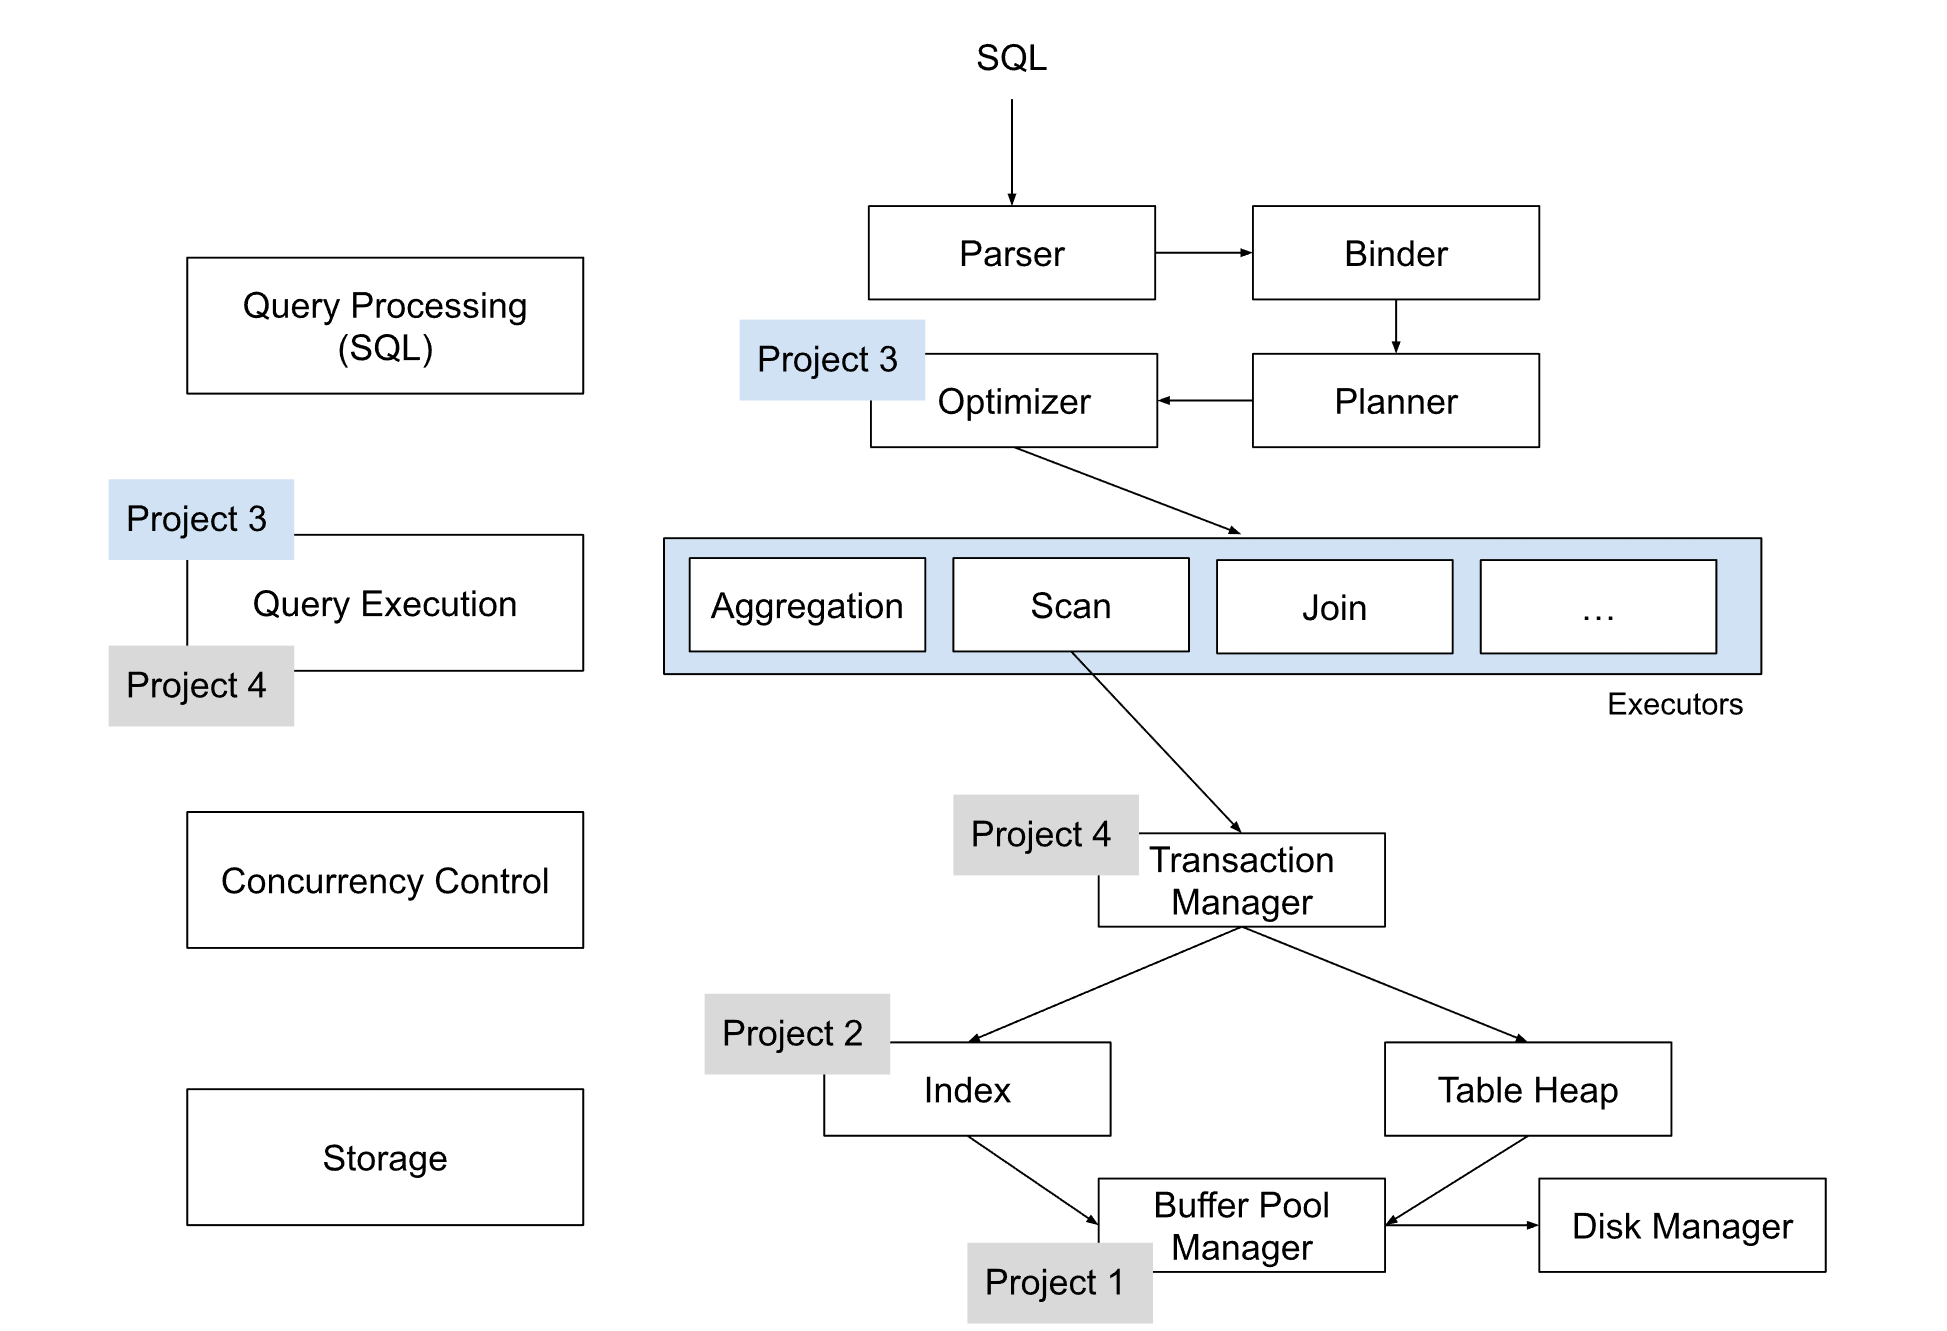 SQL
Parser
Binder
Query Processing
(SQL)
Project 3
Optimizer
Planner
Project 3
Query Execution
Project 4
Aggregation
Scan
Join
...
Executors
Project 4
Transaction
Manager
Concurrency Control
Project 2
Index
Table Heap
Storage
Buffer Pool
Manager
Disk Manager
Project 1